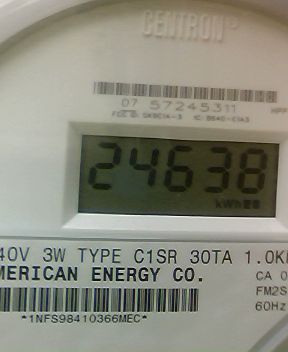 CENTRON®
07 57245311
24638
kWh
40V 3W TYPE C1SR 30TA 1.0K
MERICAN ENERGY CO.
CA 0
FM2S
60Hz
*1NFS98410366MEC*